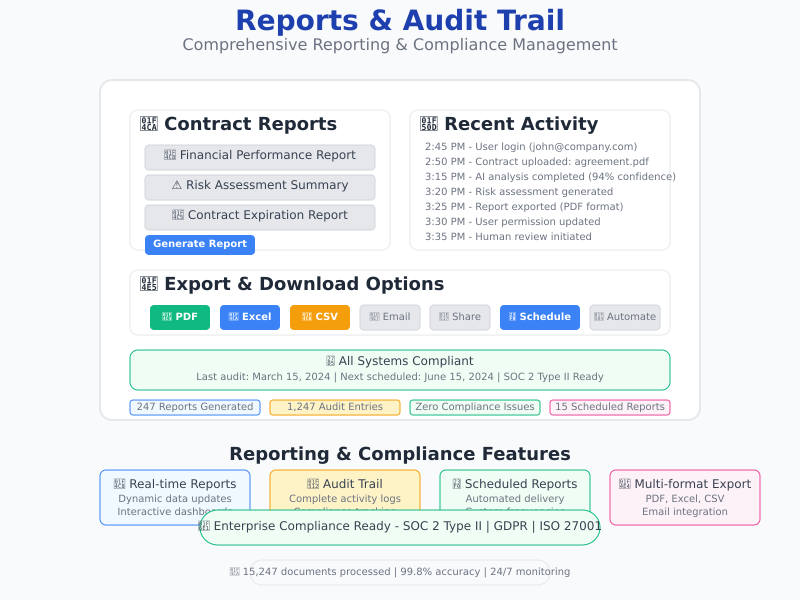 Reports & Audit Trail
Comprehensive Reporting & Compliance Management
Contract Reports
Financial Performance Report
⚠ Risk Assessment Summary
Contract Expiration Report
Generate Report
Recent Activity
2:45 PM - User login (john@company.com)
2:50 PM - Contract uploaded: agreement.pdf
3:15 PM - AI analysis completed (94% confidence)
3:20 PM - Risk assessment generated
3:25 PM - Report exported (PDF format)
3:30 PM - User permission updated
3:35 PM - Human review initiated
Export & Download Options
PDF
Excel
CSV
Email
Share
Schedule
Automate
All Systems Compliant
Last audit: March 15, 2024 | Next scheduled: June 15, 2024 | SOC 2 Type II Ready
247 Reports Generated
1,247 Audit Entries
Zero Compliance Issues
15 Scheduled Reports
Reporting & Compliance Features
Real-time Reports
Dynamic data updates
Interactive
Audit Trail
Complete activity logs
Scheduled Reports
Automated delivery
Multi-format Export
PDF, Excel, CSV
Email integration
Enterprise Compliance Ready - SOC 2 Type II | GDPR | ISO 27001
15,247 documents processed | 99.8% accuracy | 24/7 monitoring